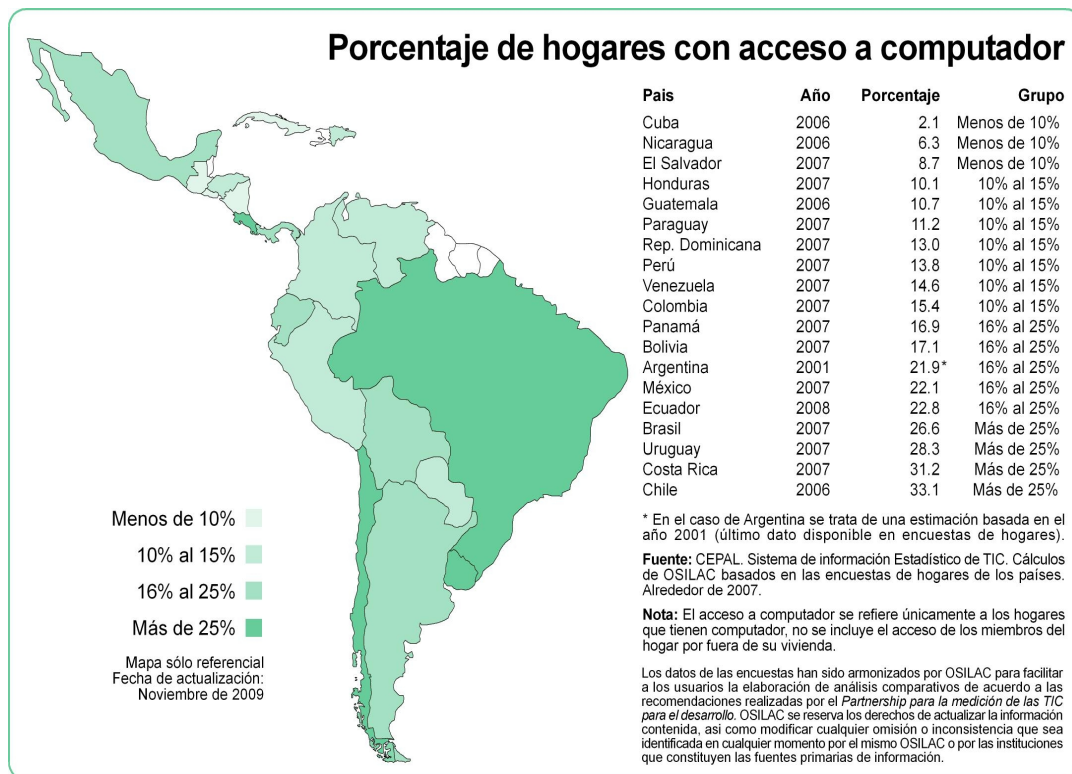 Porcentaje de hogares con acceso a computador
Pais Año Porcentaje Grupo
Cuba 2006 2.1 Menos de 10%
Nicaragua 2006 6.3 Menos de 10%
El Salvador 2007 8.7 Menos de 10%
Honduras 2007 10.1 10% al 15%
Guatemala 2006 10.7 10% al 15%
Paraguay 2007 11.2 10% al 15%
Rep. Dominicana 2007 13.0 10% al 15%
Perú 2007 13.8 10% al 15%
Venezuela 2007 14.6 10% al 15%
Colombia 2007 15.4 10% al 15%
Panamá 2007 16.9 16% al 25%
Bolivia 2007 17.1 16% al 25%
Argentina 2001 21.9* 16% al 25%
México 2007 22.1 16% al 25%
Ecuador 2008 22.8 16% al 25%
Brasil 2007 26.6 Más de 25%
Uruguay 2007 28.3 Más de 25%
Costa Rica 2007 31.2 Más de 25%
Chile 2006 33.1 Más de 25%
* En el caso de Argentina se trata de una estimación basada en el
año 2001 (último dato disponible en encuestas de hogares).
Fuente: CEPAL. Sistema de información Estadístico de TIC. Cálculos
de OSILAC basados en las encuestas de hogares de los países.
Alrededor de 2007.
Nota: El acceso a computador se refiere únicamente a los hogares
que tienen computador, no se incluye el acceso de los miembros del
hogar por fuera de su vivienda.
Los datos de las encuestas han sido armonizados por OSILAC para facilitar
a los usuarios la elaboración de análisis comparativos de acuerdo a las
recomendaciones realizadas por el Partnership para la medición de las TIC
para el desarrollo. OSILAC se reserva los derechos de actualizar la información
contenida, asi como modificar cualquier omisión o inconsistencia que sea
identificada en cualquier momento por el mismo OSILAC o por las instituciones
que constituyen las fuentes primarias de información.
Menos de 10%
10% al 15%
16% al 25%
Más de 25%
Mapa sólo referencial
Fecha de actualización:
Noviembre de 2009